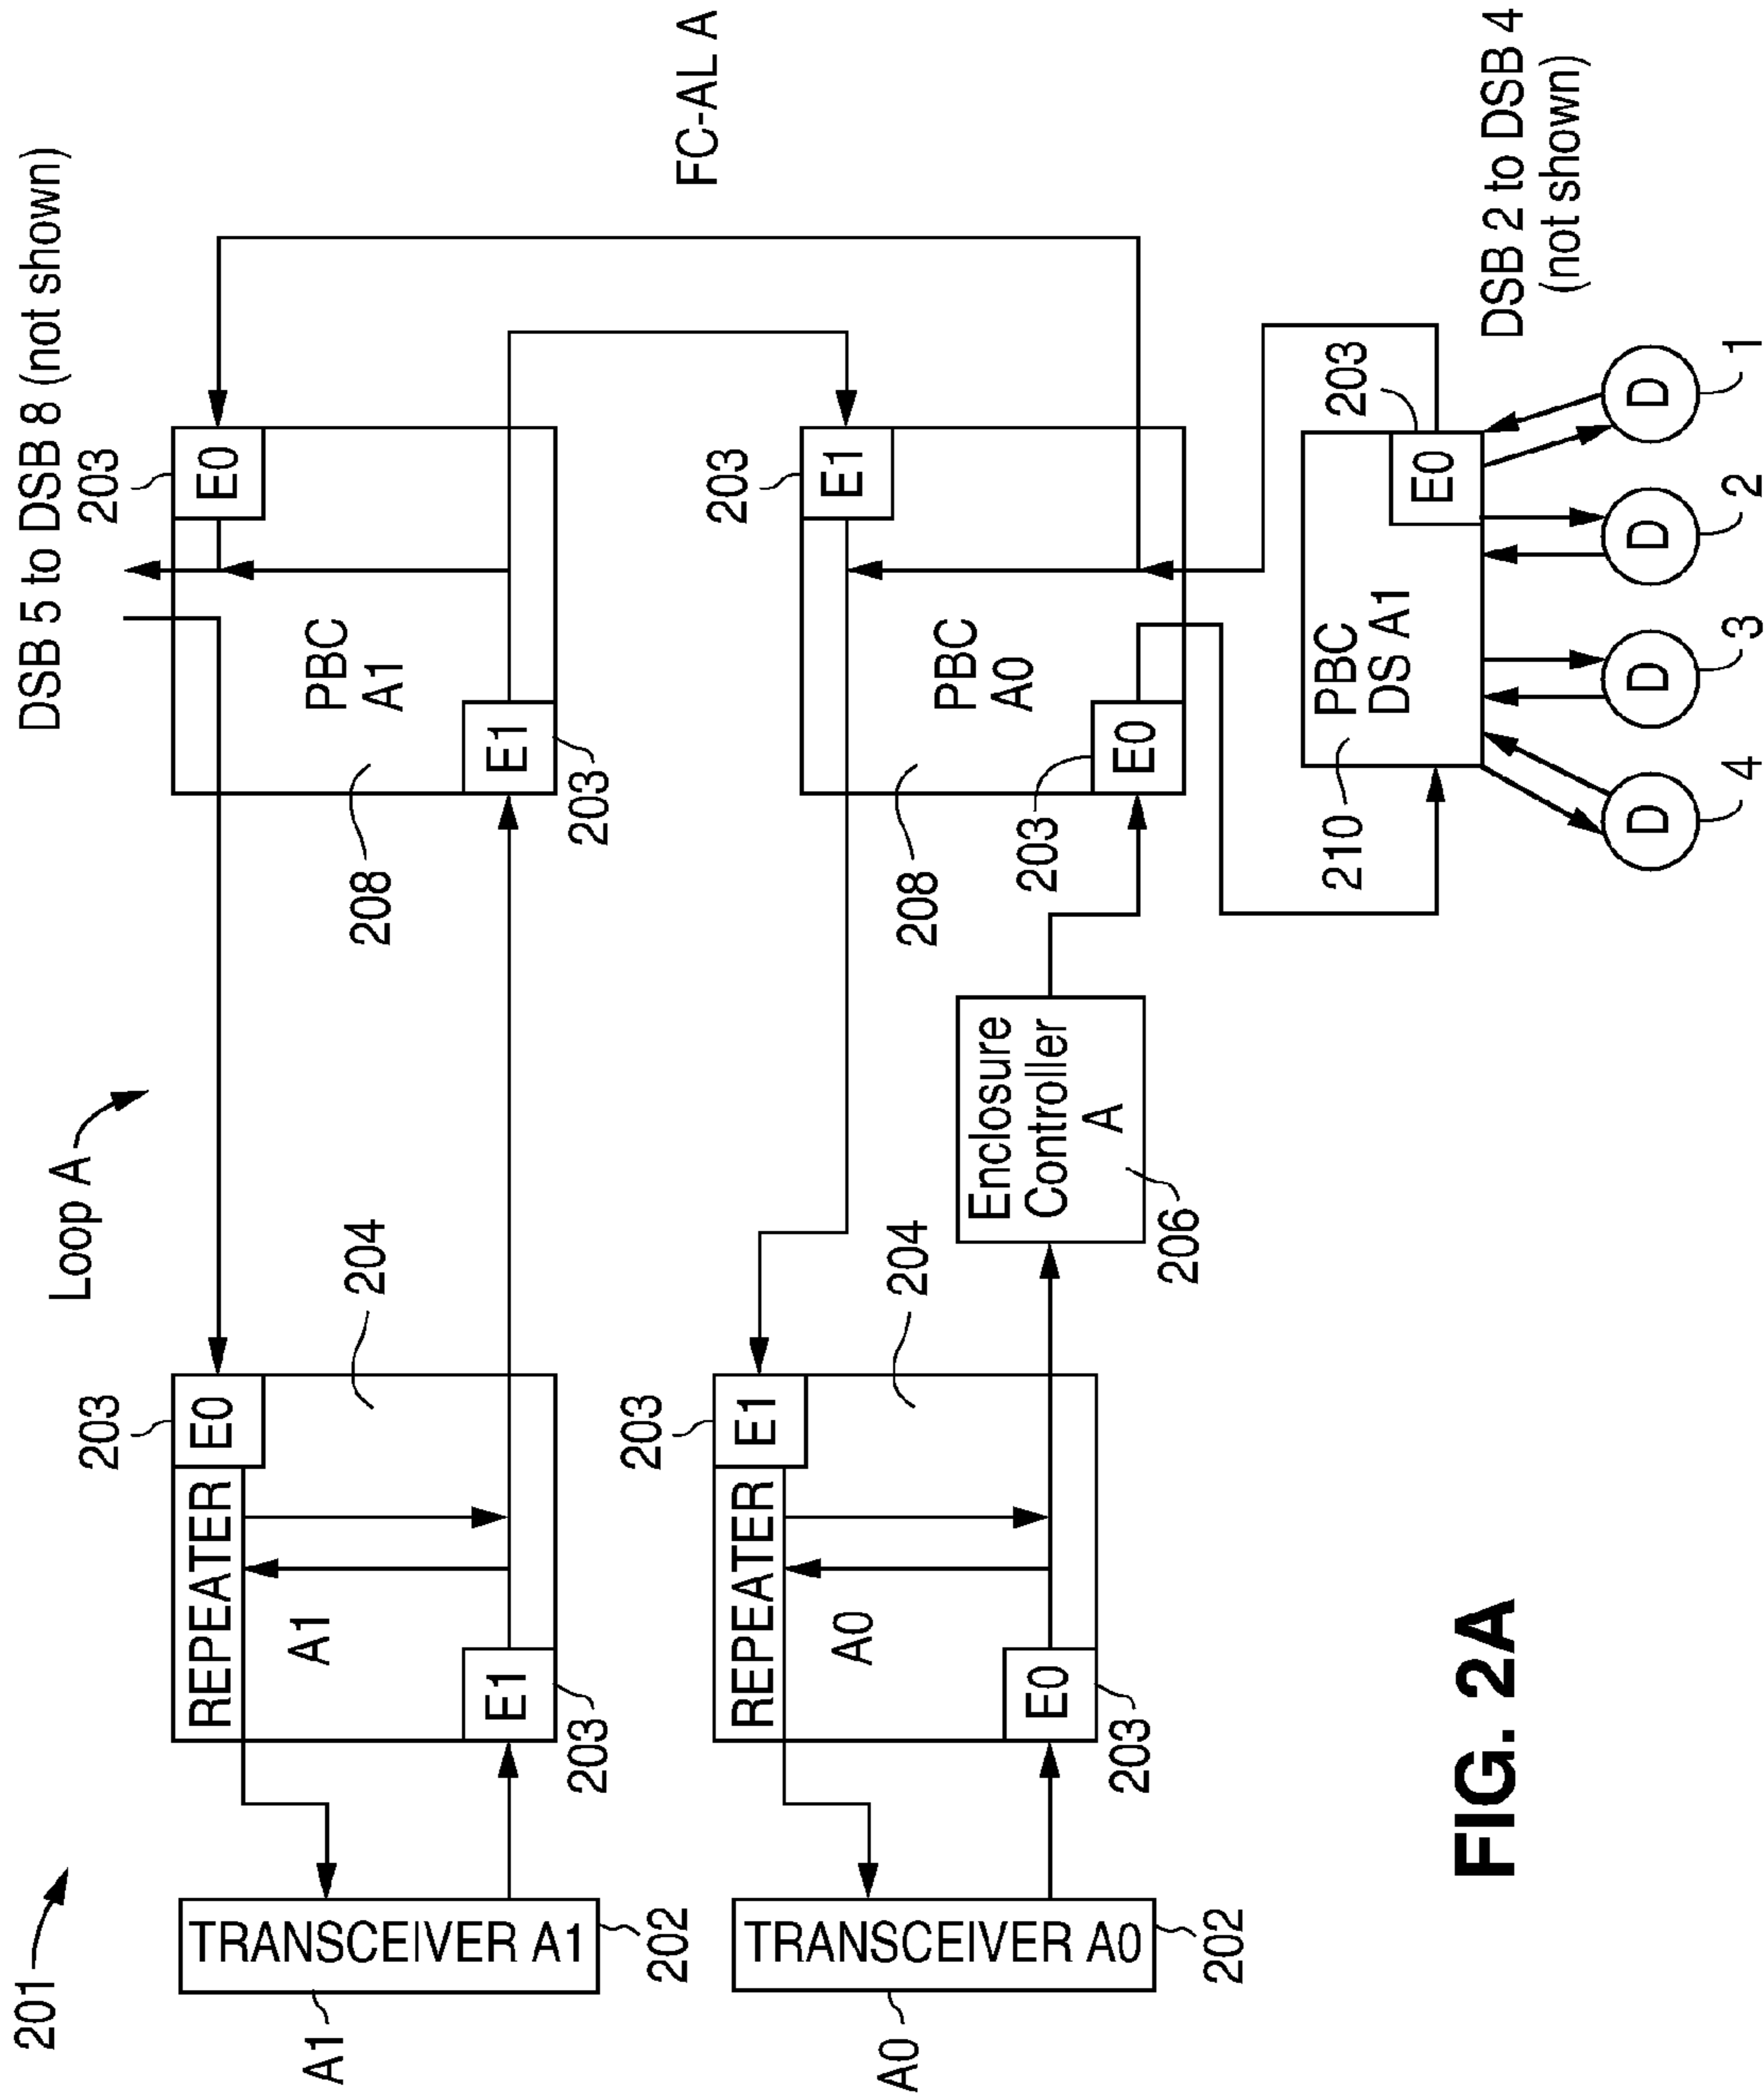 201
Loop A
DSB 5 to DSB 8 (not shown)
A1
TRANSCEIVER A1
202
203
E0
REPEATER
A1
E1
203
204
203
E0
PBC
A1
E1
203
208
FC-AL A
A0
TRANSCEIVER A0
202
203
E1
REPEATER
A0
E0
203
204
Enclosure
Controller
A
206
203
E1
PBC
A0
E0
203
208
210
PBC
DS A1
E0
203
DSB 2 to DSB 4
(not shown)
D
4
D
3
D
2
D
1
FIG. 2A